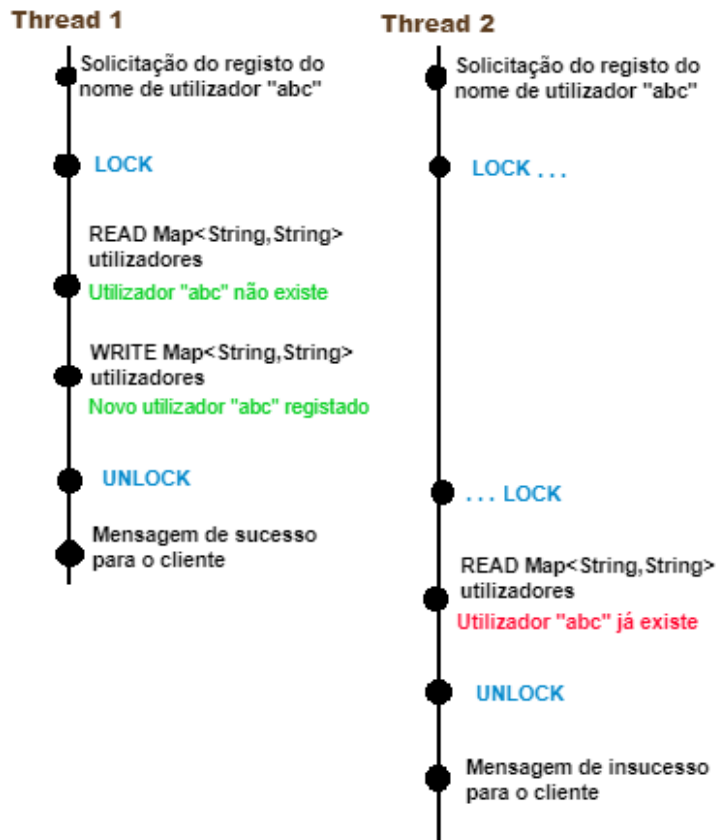 Thread 1
Solicitação do registo do
nome de utilizador "abc"
LOCK
READ Map<String,String>
utilizadores
Utilizador "abc" não existe
WRITE Map<String,String>
utilizadores
Novo utilizador "abc" registado
UNLOCK
Mensagem de sucesso
para o cliente
Thread 2
Solicitação do registo do
nome de utilizador "abc"
LOCK . . .
. . . LOCK
READ Map<String,String>
utilizadores
Utilizador "abc" já existe
UNLOCK
Mensagem de insucesso
para o cliente